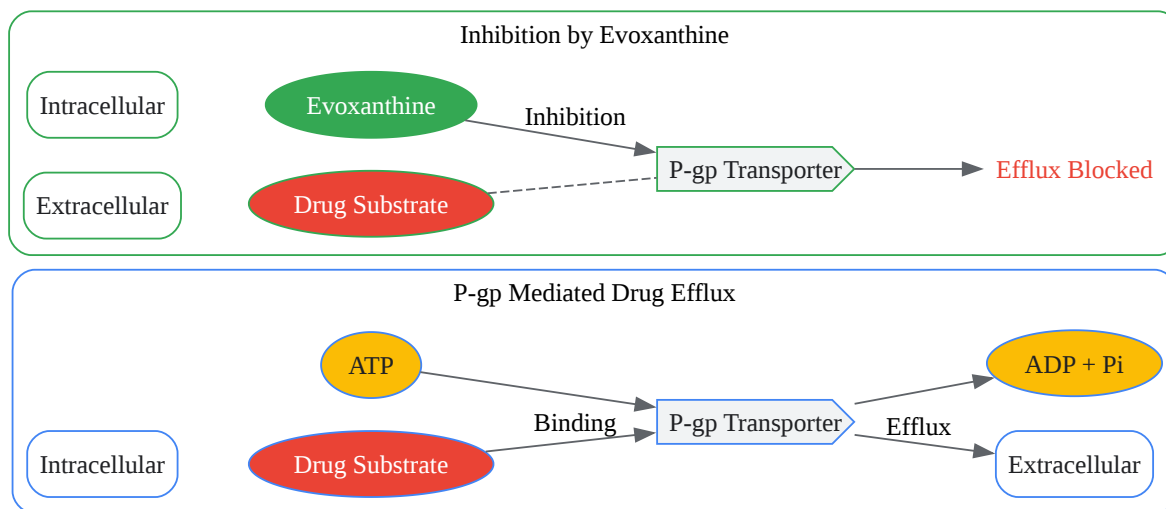 Inhibition by Evoxanthine
Intracellular
Evoxanthine
Inhibition
P-gp Transporter
Efflux Blocked
Extracellular
Drug Substrate
P-gp Mediated Drug Efflux
ATP
ADP + Pi
Binding
P-gp Transporter
Efflux
Intracellular
Drug Substrate
Extracellular